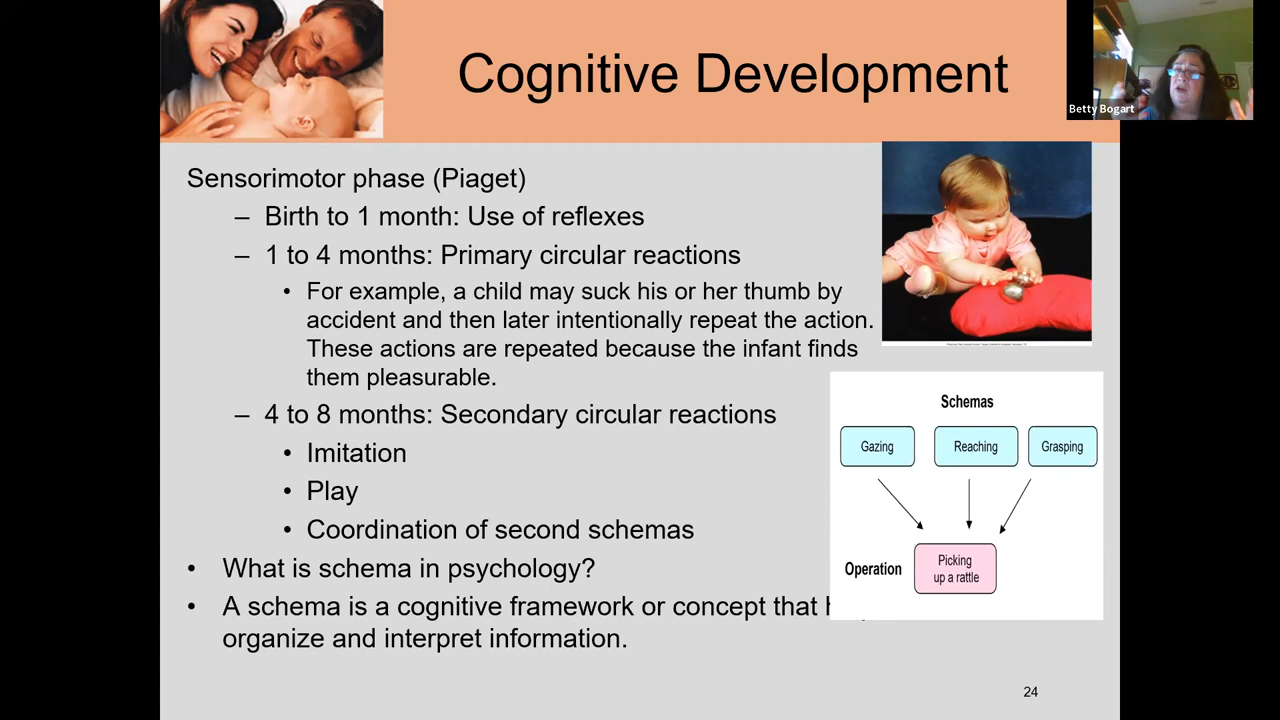 Cognitive Development
Betty Bogart
Sensorimotor phase (Piaget)
– Birth to 1 month: Use of reflexes
– 1 to 4 months: Primary circular reactions
• For example, a child may suck his or her thumb by
accident and then later intentionally repeat the action.
These actions are repeated because the infant finds
them pleasurable.
– 4 to 8 months: Secondary circular reactions
• Imitation
• Play
• Coordination of second schemas
• What is schema in psychology?
• A schema is a cognitive framework or concept that
organize and interpret information.
Schemas
Gazing
Reaching
Grasping
Operation
Picking
up a rattle
24